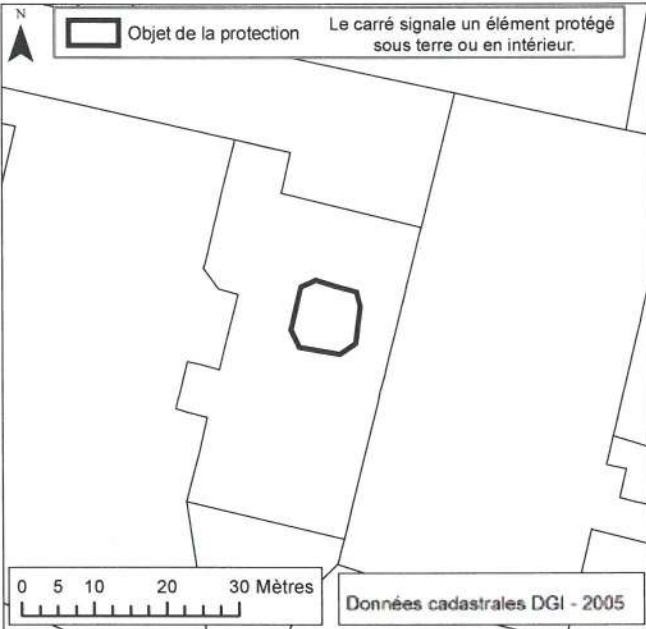 N
Objet de la protection
Le carré signale un élément protégé
sous terre ou en intérieur.
0 5 10 20 30 Mètres
Données cadastrales DGI - 2005